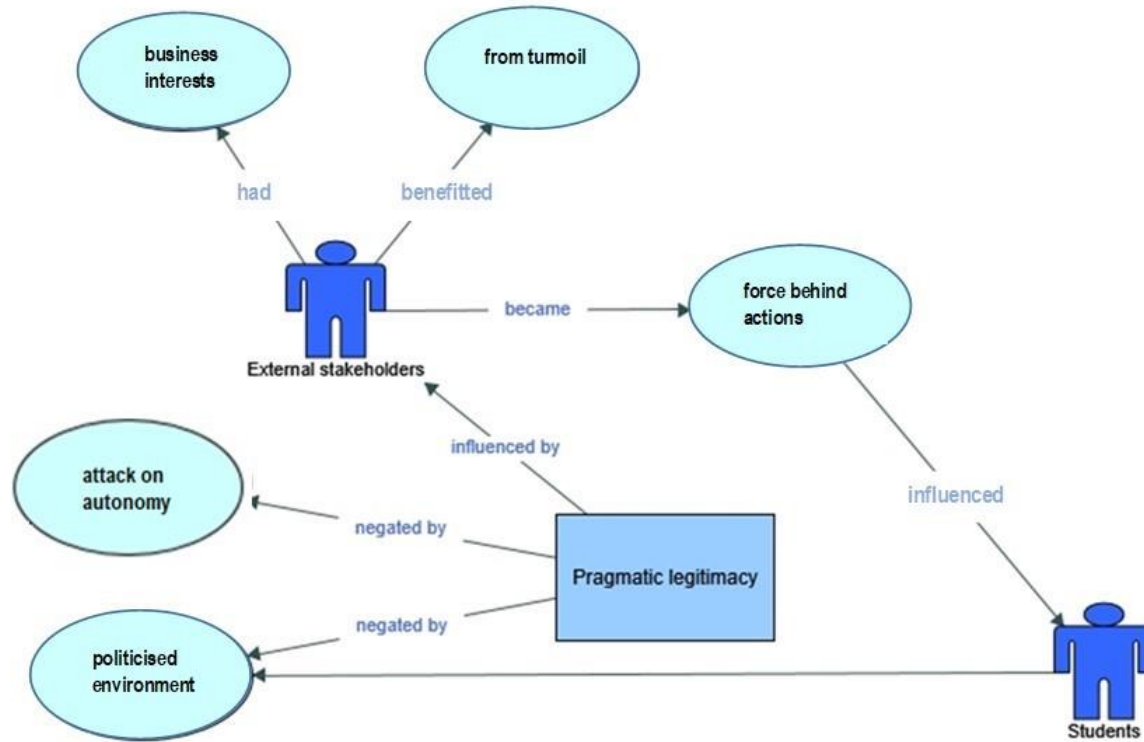 business
interests
from turmoil
had
benefitted
force behind
actions
became
External stakeholders
influenced by
attack on
autonomy
influenced
negated by
Pragmatic legitimacy
negated by
politicised
environment
Students